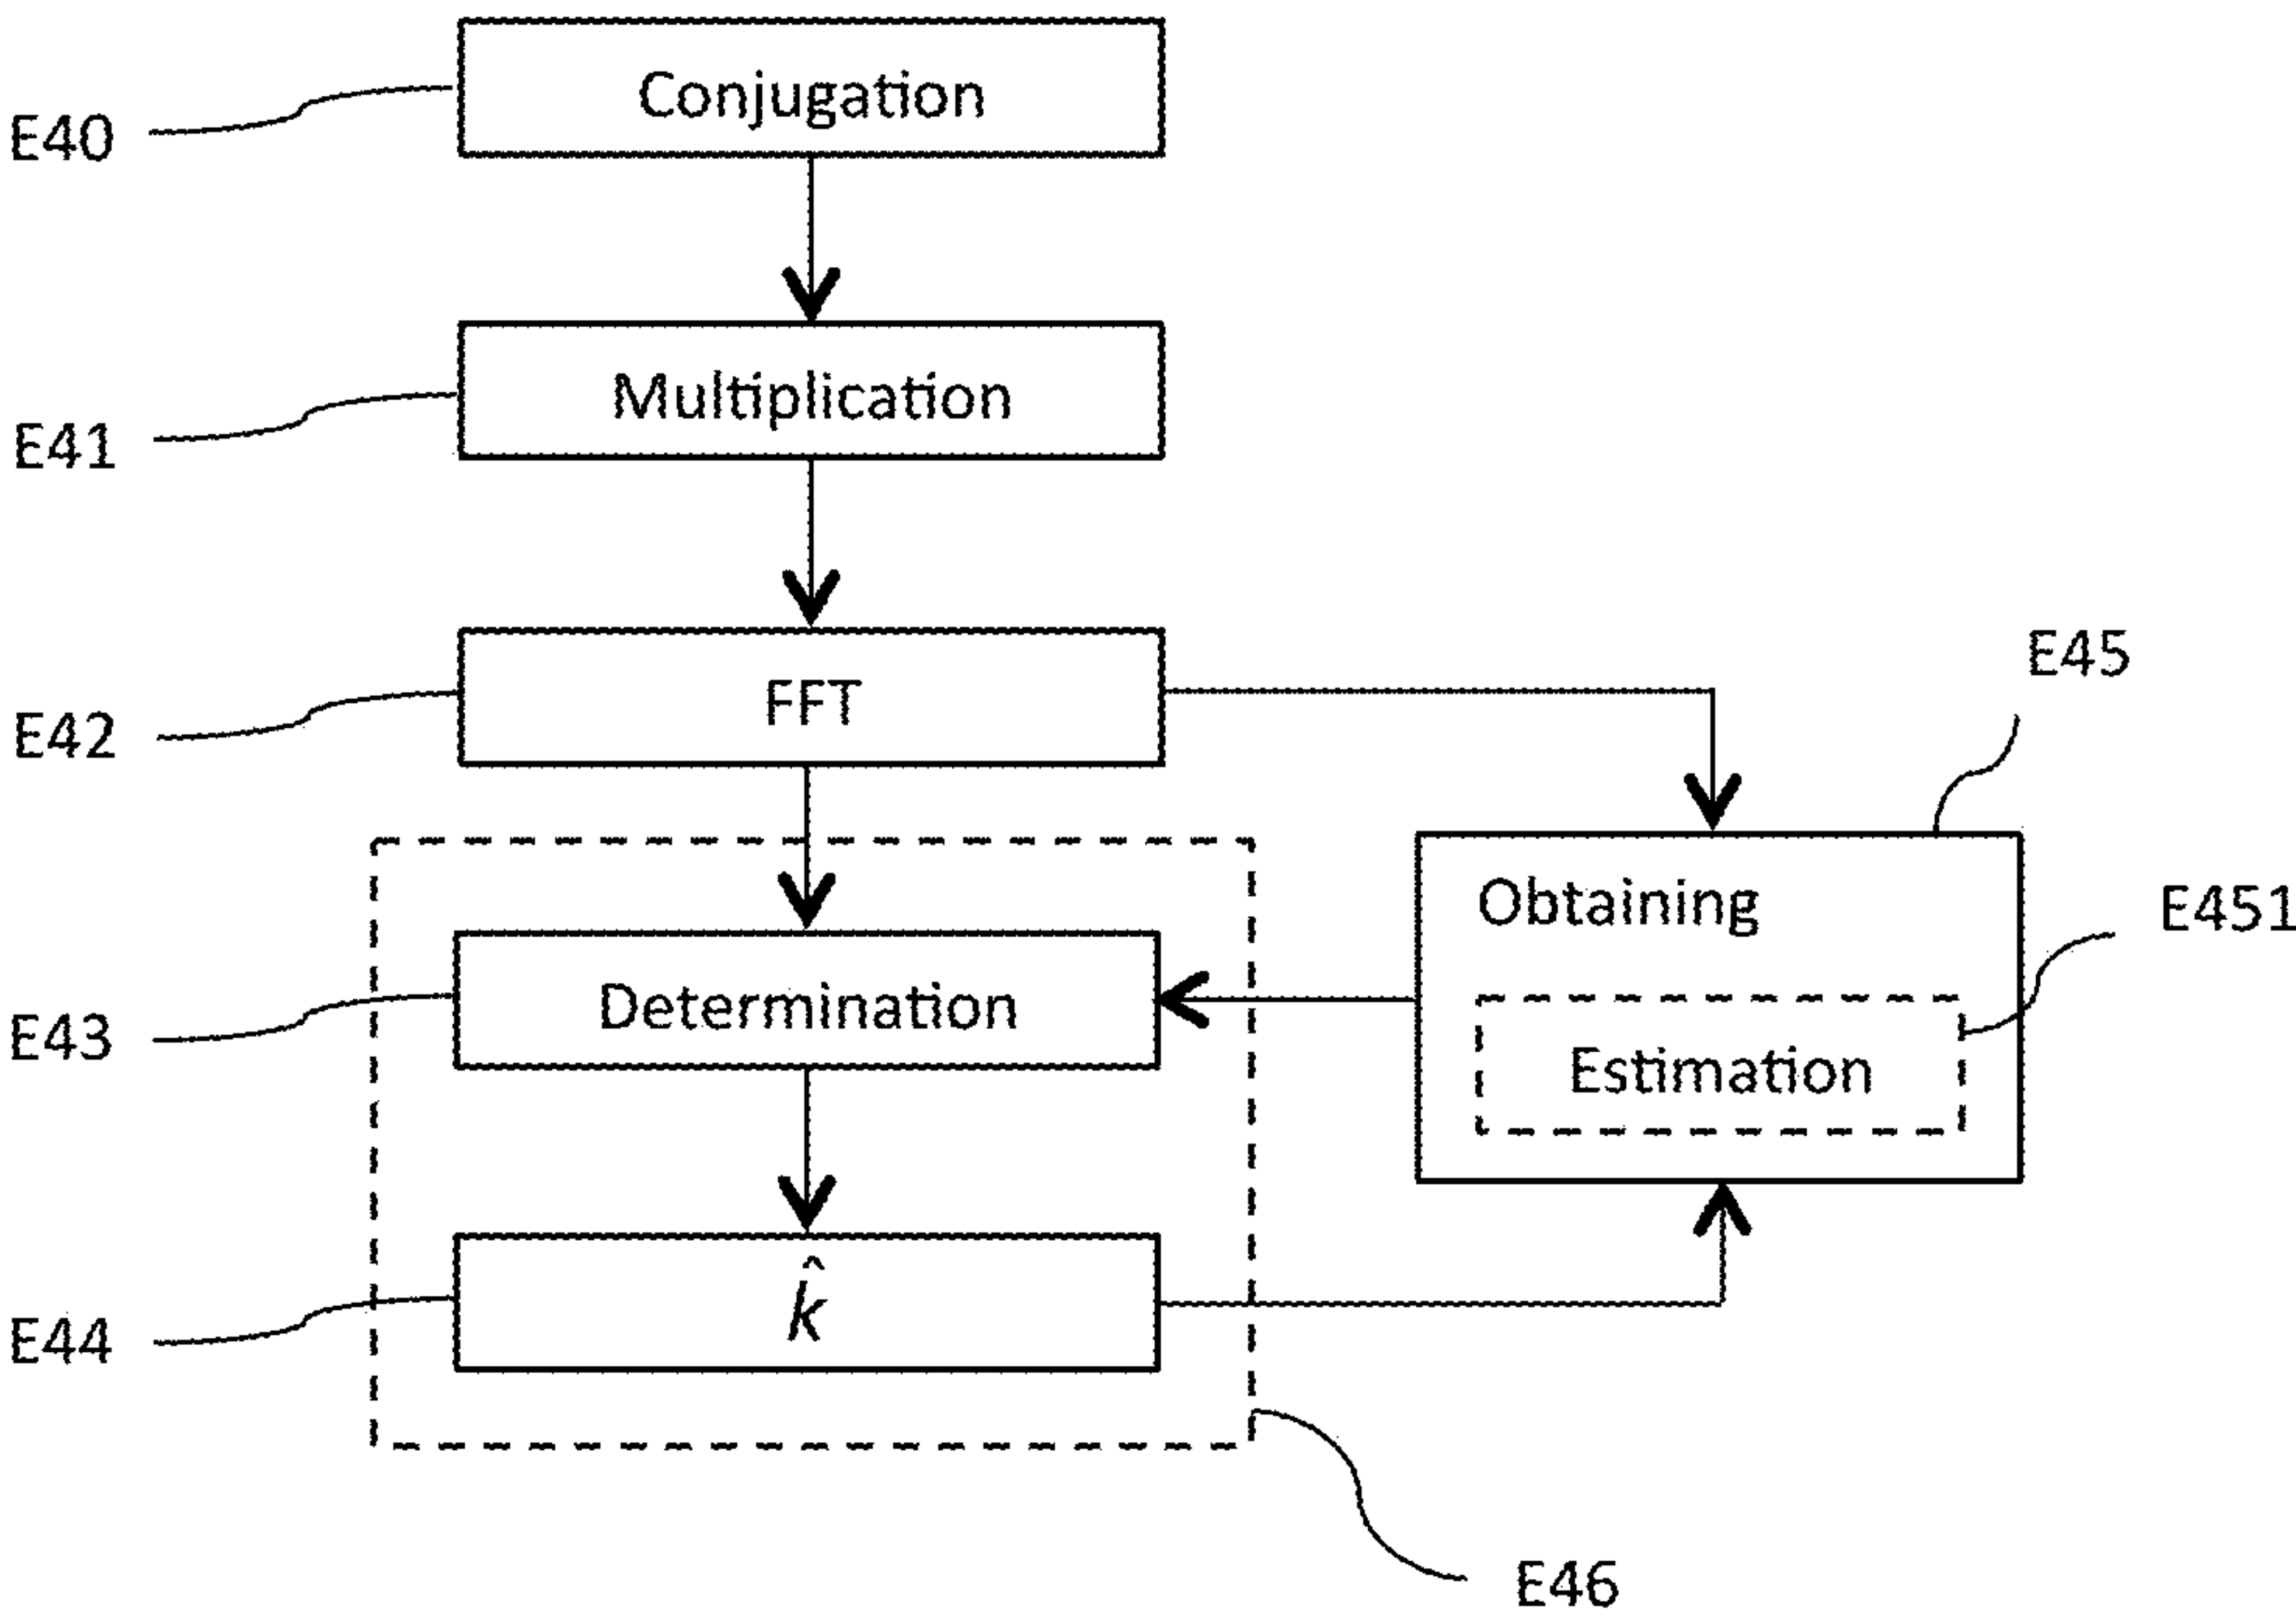 Conjugation
E40
Multiplication
E41
FFT
E42
E45
Obtaining
E451
Determination
E43
Estimation
k̂
E44
E46